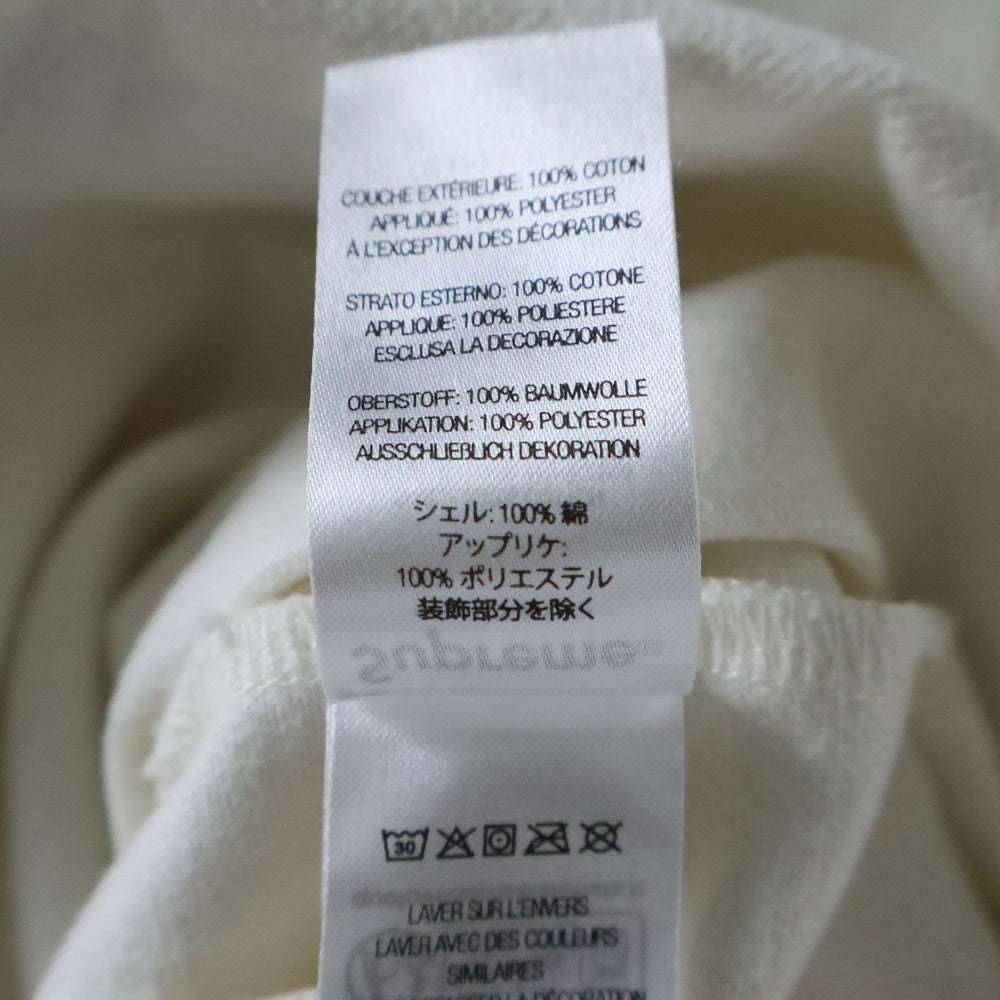 COUCHE EXTÉRIEURE: 100% COTON
APPLIQUÉ: 100% POLYESTER
À L'EXCEPTION DES DÉCORATIONS
STRATO ESTERNO: 100% COTONE
APPLIQUE: 100% POLIESTERE
ESCLUSA LA DECORAZIONE
OBERSTOFF: 100% BAUMWOLLE
APPLIKATION: 100% POLYESTER
AUSSCHLIEßLICH DEKORATION
シェル: 100% 綿
アップリケ:
100% ポリエステル
装飾部分を除く
Supreme®
30
LAVER SUR L'ENVERS
LAVER AVEC DES COULEURS
SIMILAIRES
LA DÉCORATION